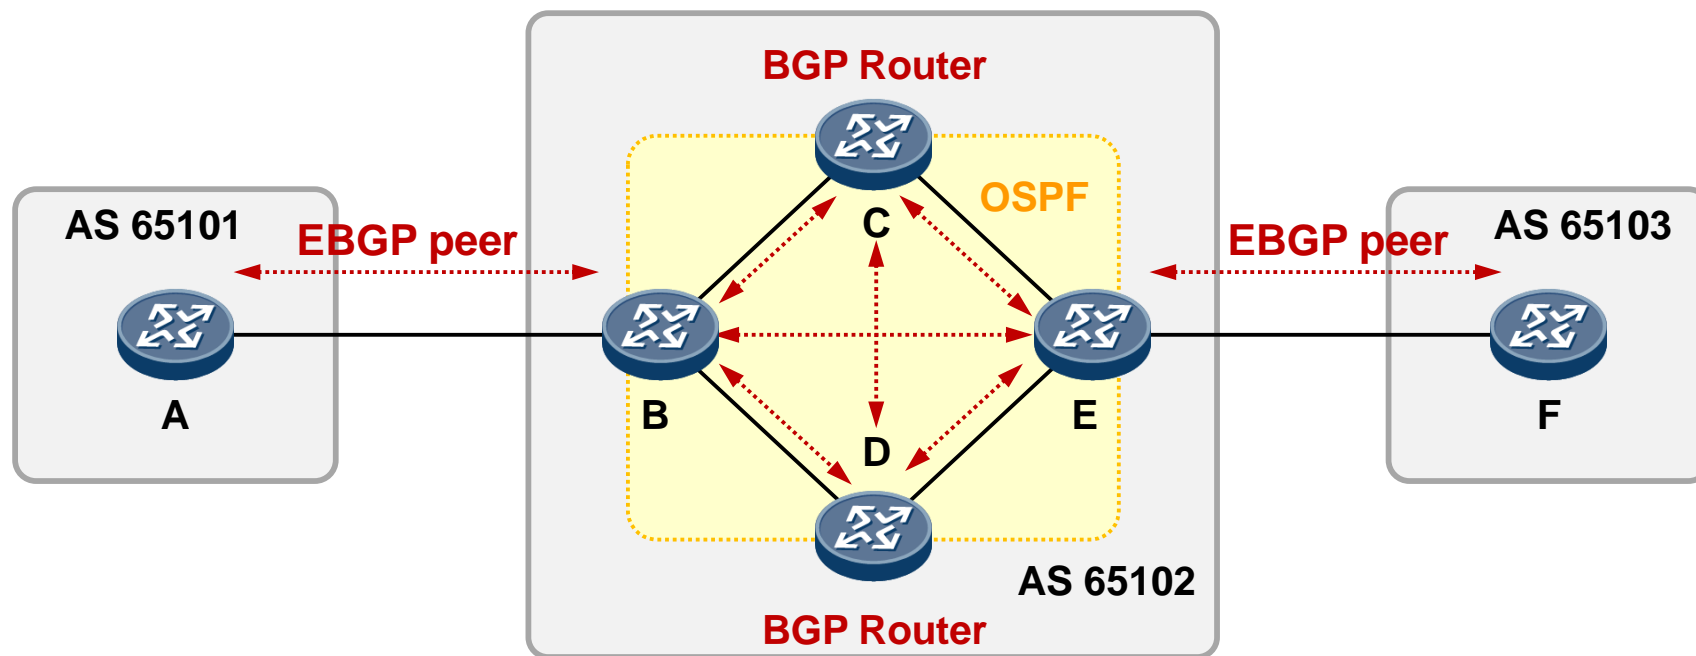 BGP Router
OSPF
AS 65101
EBGP peer
C
EBGP peer
AS 65103
A
B
D
E
F
AS 65102
BGP Router